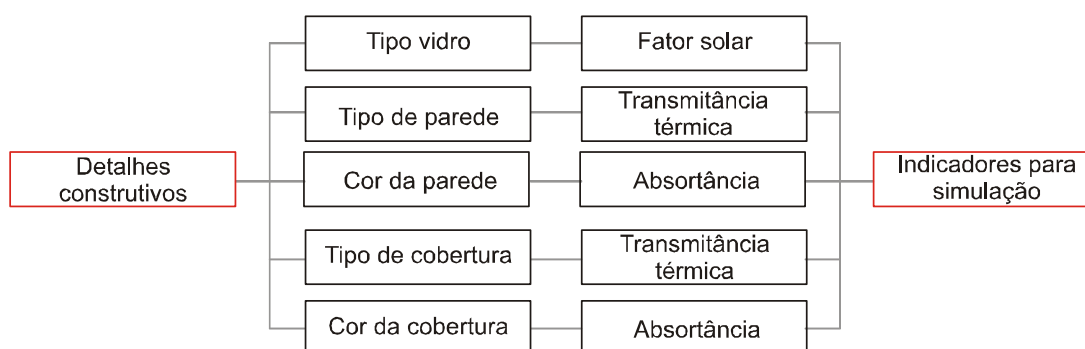 Tipo vidro
Fator solar
Tipo de parede
Transmitância
térmica
Detalhes
construtivos
Cor da parede
Absortância
Indicadores para
simulação
Tipo de cobertura
Transmitância
térmica
Cor da cobertura
Absortância